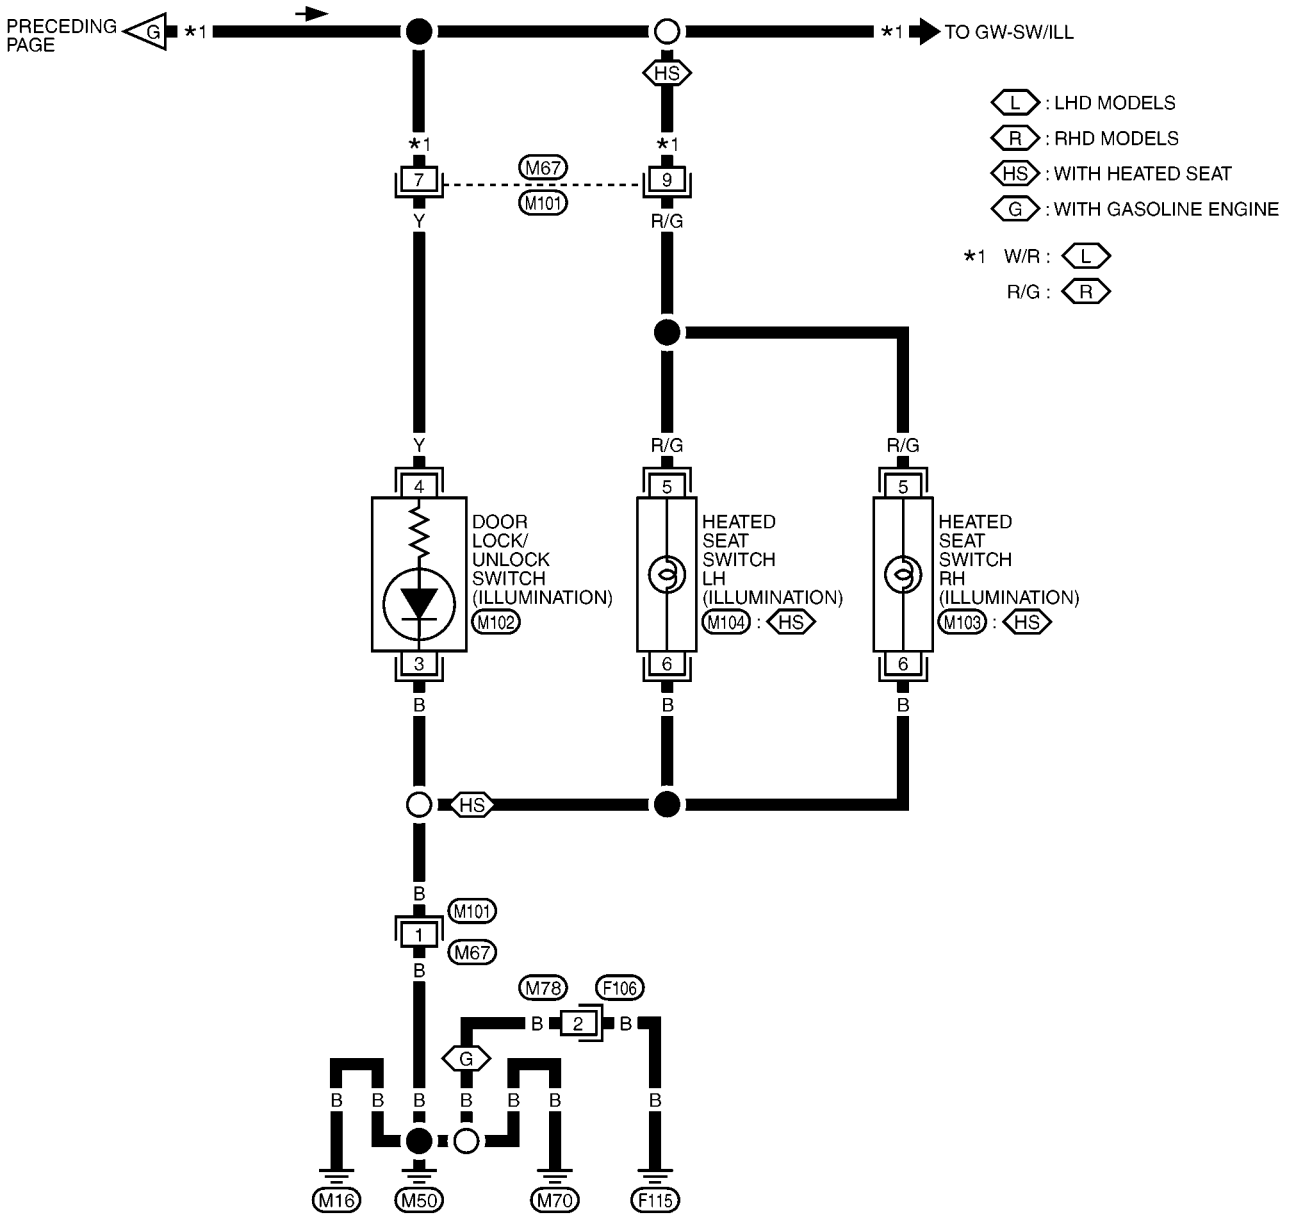 PRECEDING
PAGE
G
*1
*1
TO GW-SW/ILL
HS
L : LHD MODELS
R : RHD MODELS
HS : WITH HEATED SEAT
G : WITH GASOLINE ENGINE
*1 W/R : L
R/G : R
*1
*1
7
M67
M101
9
Y
R/G
Y
R/G
R/G
4
5
5
DOOR
LOCK/
UNLOCK
SWITCH
(ILLUMINATION)
M102
HEATED
SEAT
SWITCH
LH
(ILLUMINATION)
M104 : HS
HEATED
SEAT
SWITCH
RH
(ILLUMINATION)
M103 : HS
3
6
6
B
B
B
HS
B
M101
1
M67
B
M78
F106
B
2
B
G
B
B
B
B
B
B
B
M16
M50
M70
F115